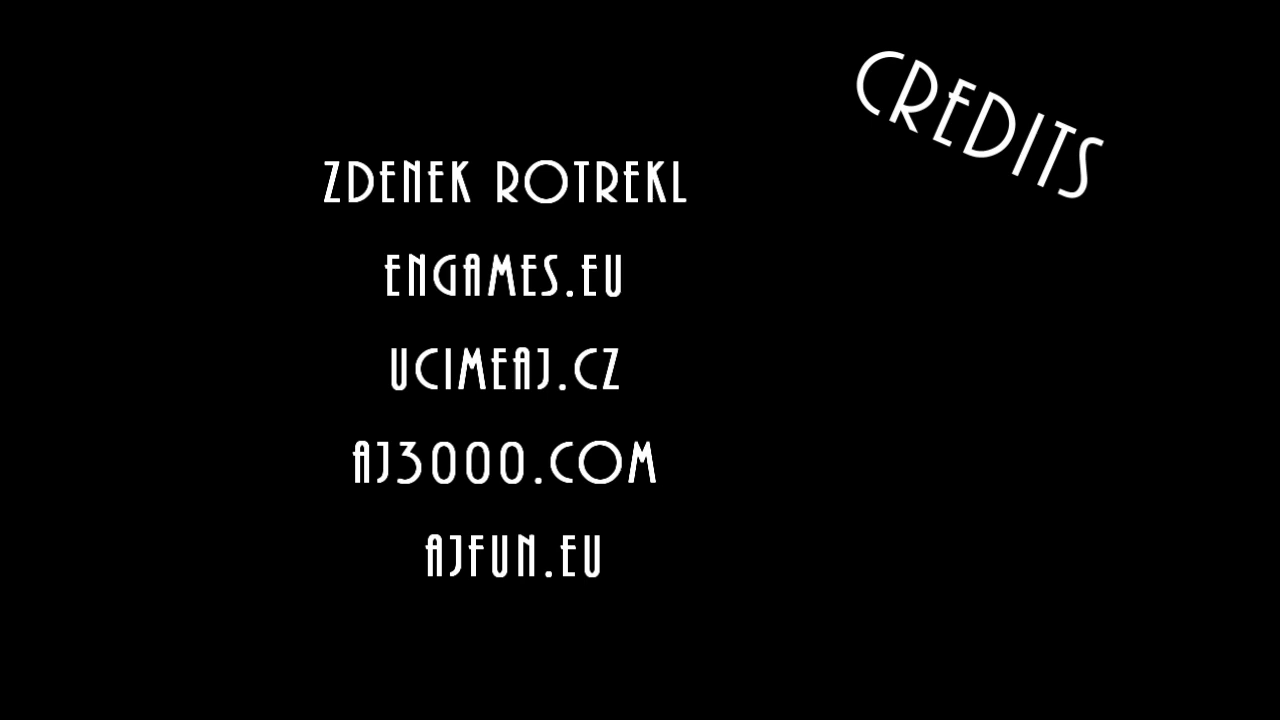 CREDITS
ZDENEK ROTREKL
ENGAMES.EU
UCIMEAJ.CZ
AJ3000.COM
AJFUN.EU